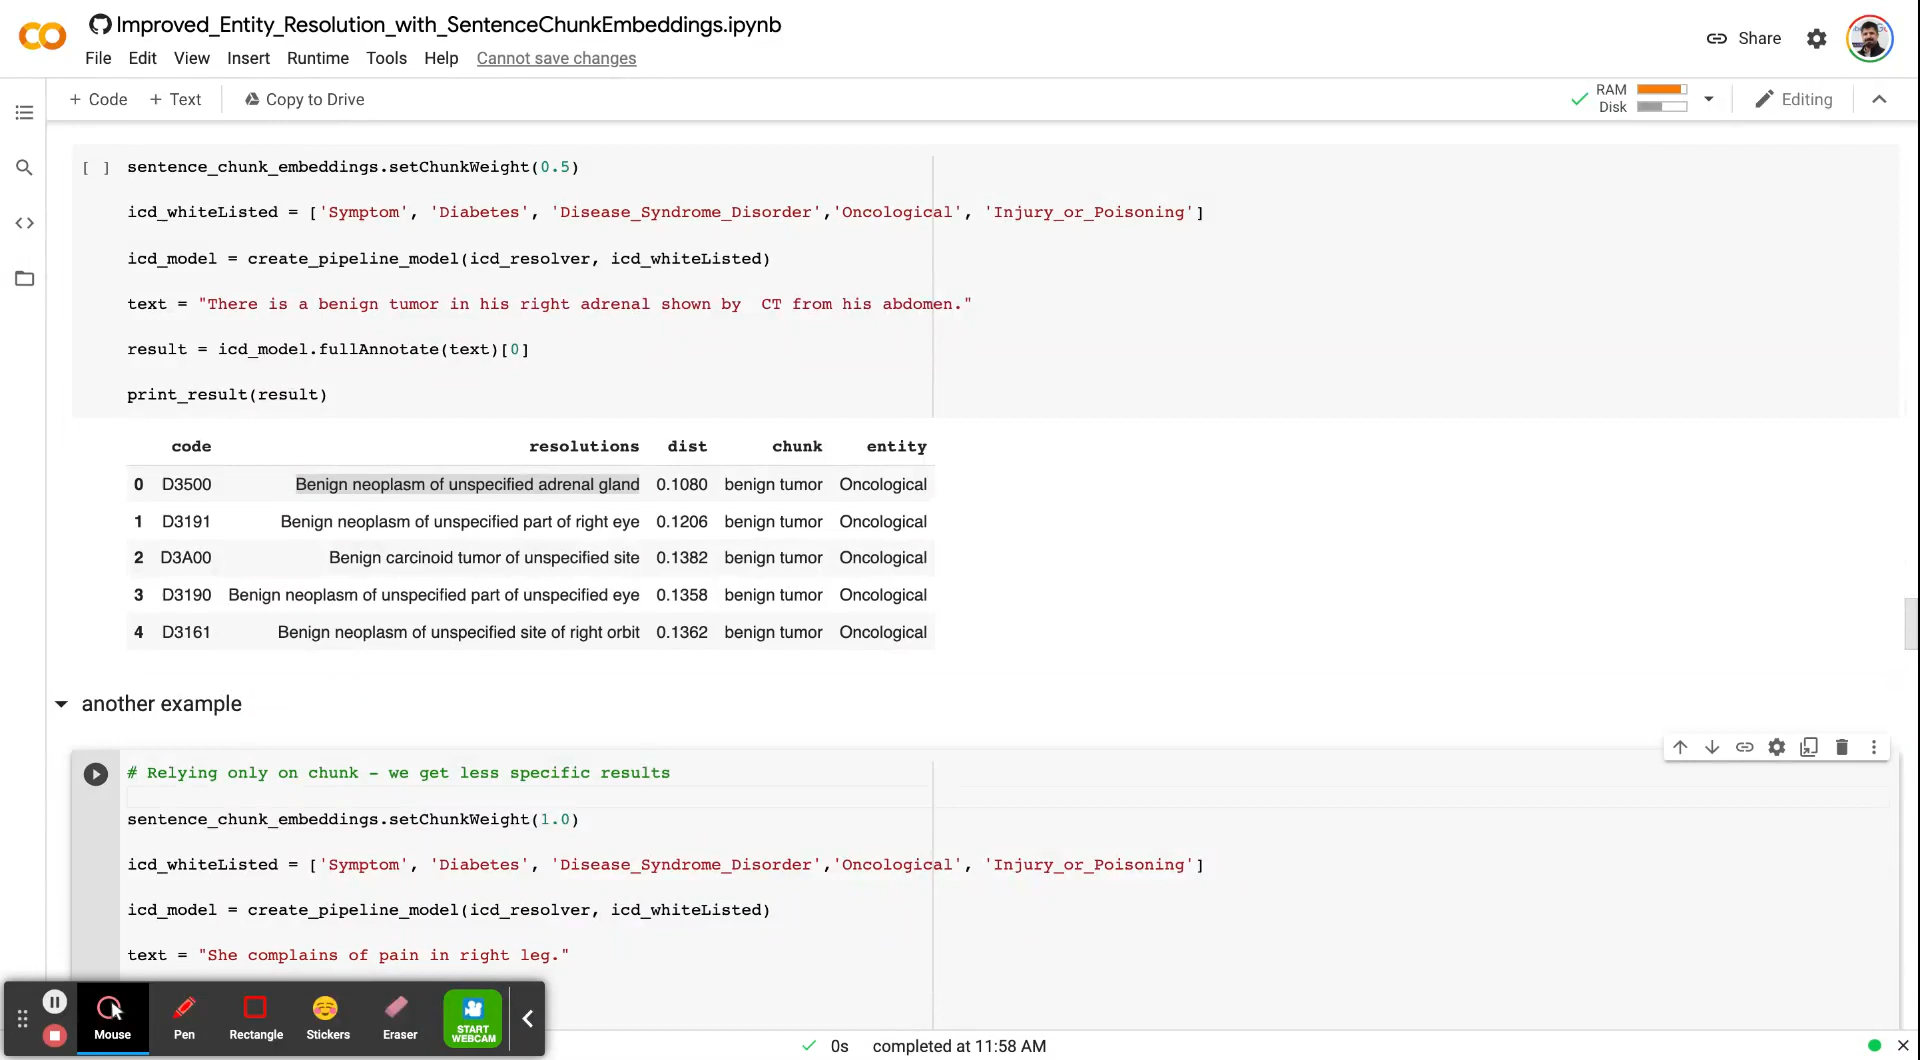 Improved_Entity_Resolution_with_SentenceChunkEmbeddings.ipynb
File Edit View Insert Runtime Tools Help Cannot save changes
Share
+ Code + Text Copy to Drive
RAM
Disk
Editing
[ ] sentence_chunk_embeddings.setChunkWeight(0.5)
icd_whiteListed = ['Symptom', 'Diabetes', 'Disease_Syndrome_Disorder','Oncological', 'Injury_or_Poisoning']
icd_model = create_pipeline_model(icd_resolver, icd_whiteListed)
text = "There is a benign tumor in his right adrenal shown by  CT from his abdomen."
result = icd_model.fullAnnotate(text)[0]
print_result(result)
code resolutions dist chunk entity
0 D3500 Benign neoplasm of unspecified adrenal gland 0.1080 benign tumor Oncological
1 D3191 Benign neoplasm of unspecified part of right eye 0.1206 benign tumor Oncological
2 D3A00 Benign carcinoid tumor of unspecified site 0.1382 benign tumor Oncological
3 D3190 Benign neoplasm of unspecified part of unspecified eye 0.1358 benign tumor Oncological
4 D3161 Benign neoplasm of unspecified site of right orbit 0.1362 benign tumor Oncological
another example
# Relying only on chunk - we get less specific results
sentence_chunk_embeddings.setChunkWeight(1.0)
icd_whiteListed = ['Symptom', 'Diabetes', 'Disease_Syndrome_Disorder','Oncological', 'Injury_or_Poisoning']
icd_model = create_pipeline_model(icd_resolver, icd_whiteListed)
text = "She complains of pain in right leg."
Mouse Pen Rectangle Stickers Eraser START WEBCAM
0s completed at 11:58 AM